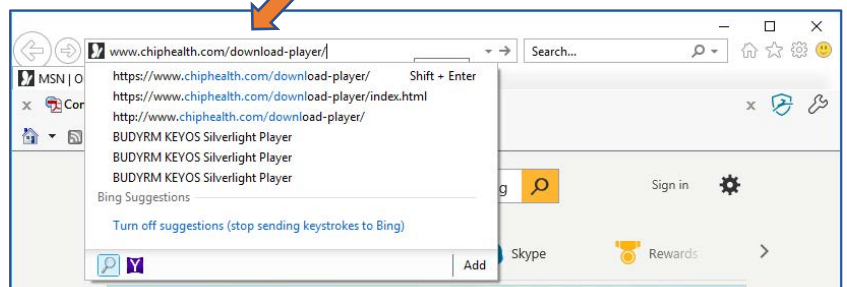 www.chiphealth.com/download-player/
Search...
MSN | O
https://www.chiphealth.com/download-player/ Shift + Enter
https://www.chiphealth.com/download-player/index.html
x Cor x
http://www.chiphealth.com/download-player/
BUDYRM KEYOS Silverlight Player
BUDYRM KEYOS Silverlight Player
BUDYRM KEYOS Silverlight Player
g Sign in
Bing Suggestions
Turn off suggestions (stop sending keystrokes to Bing)
Skype Rewards
Y Add